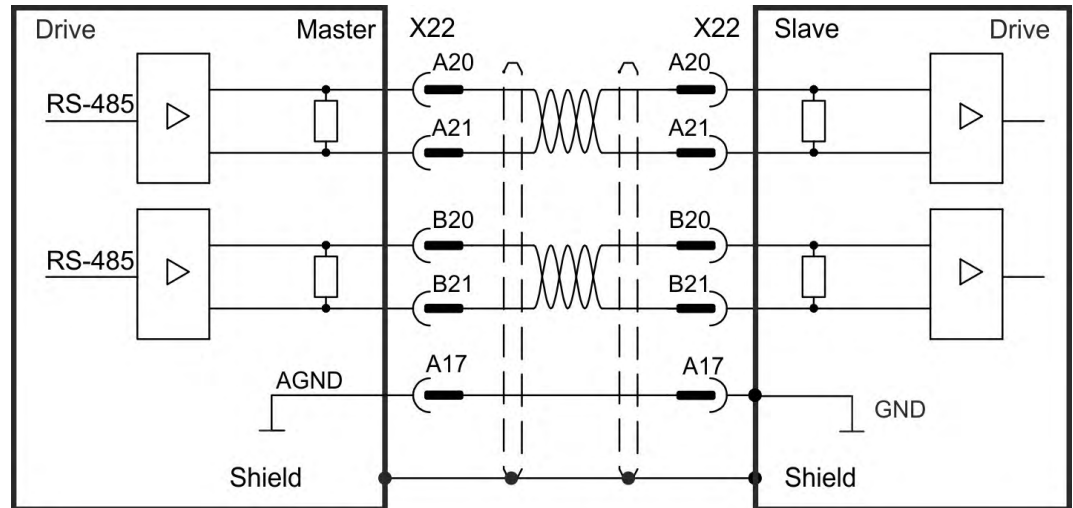 Drive Master X22 X22 Slave Drive
A20 A20
RS-485
A21 A21
B20 B20
RS-485
B21 B21
A17 A17
AGND
GND
Shield Shield